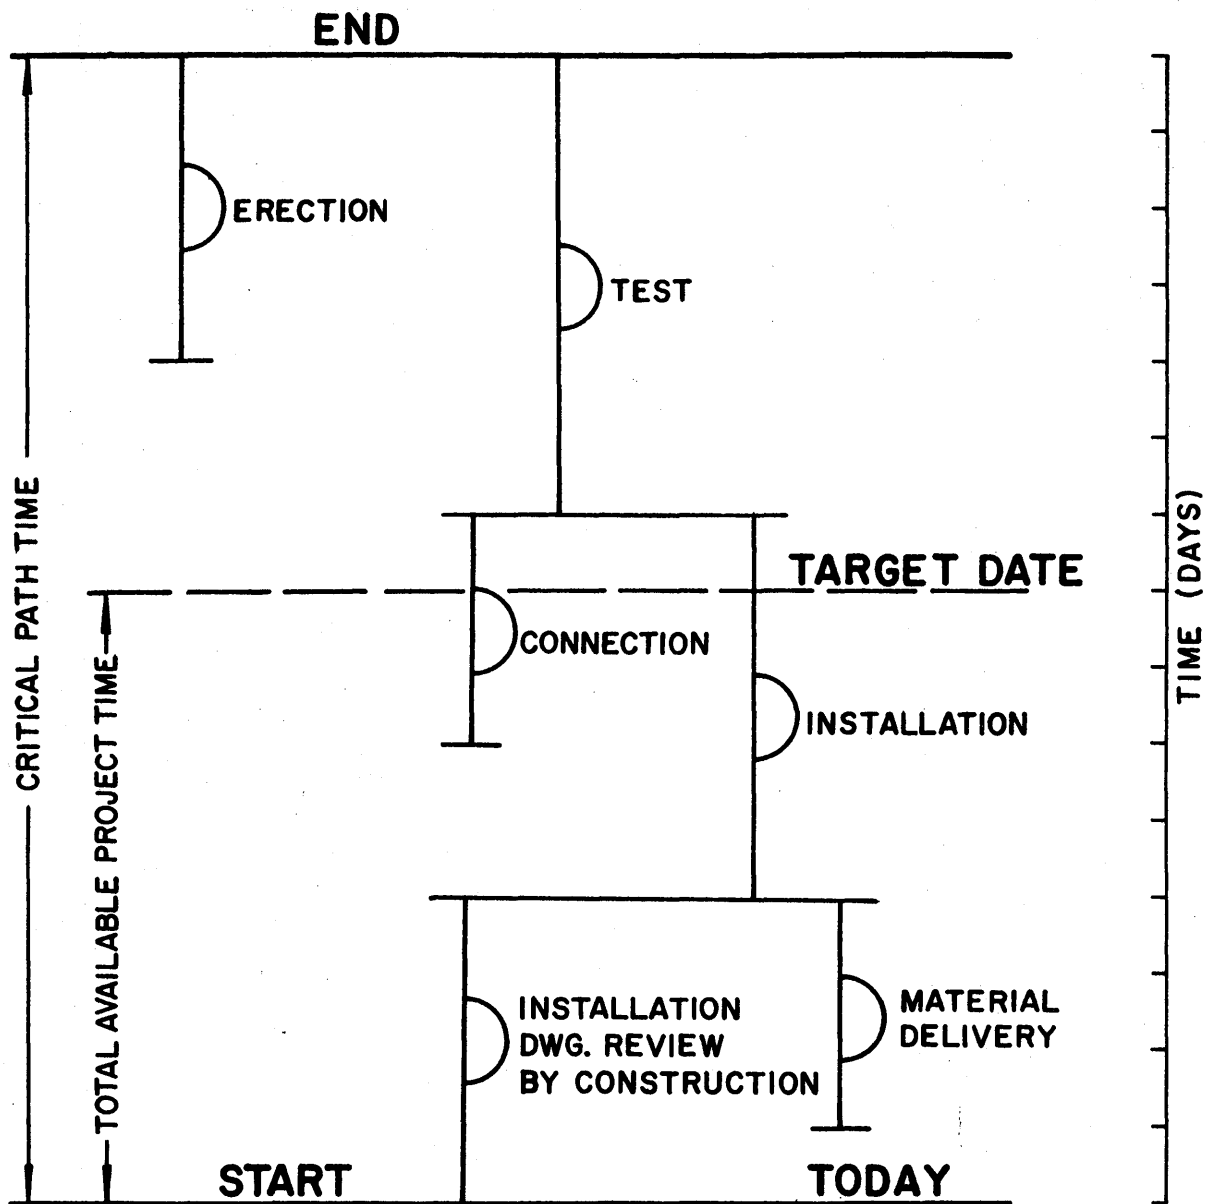 END
ERECTION
TEST
CRITICAL PATH TIME
TARGET DATE
TIME (DAYS)
CONNECTION
TOTAL AVAILABLE PROJECT TIME
INSTALLATION
INSTALLATION
DWG. REVIEW
BY CONSTRUCTION
MATERIAL
DELIVERY
START
TODAY